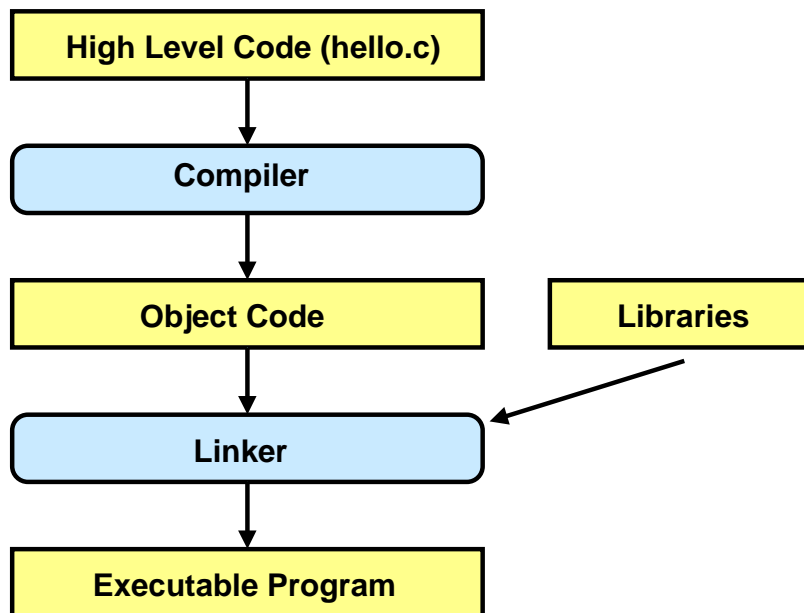 High Level Code (hello.c)
Compiler
Object Code
Libraries
Linker
Executable Program